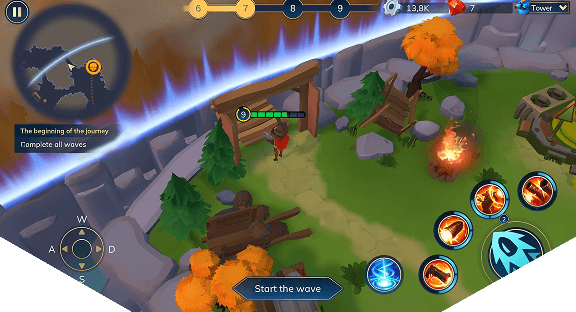 6 7 8 9 13,8K 7 Tower
9
The beginning of the journey
Complete all waves
W
A D
S
2
Start the wave